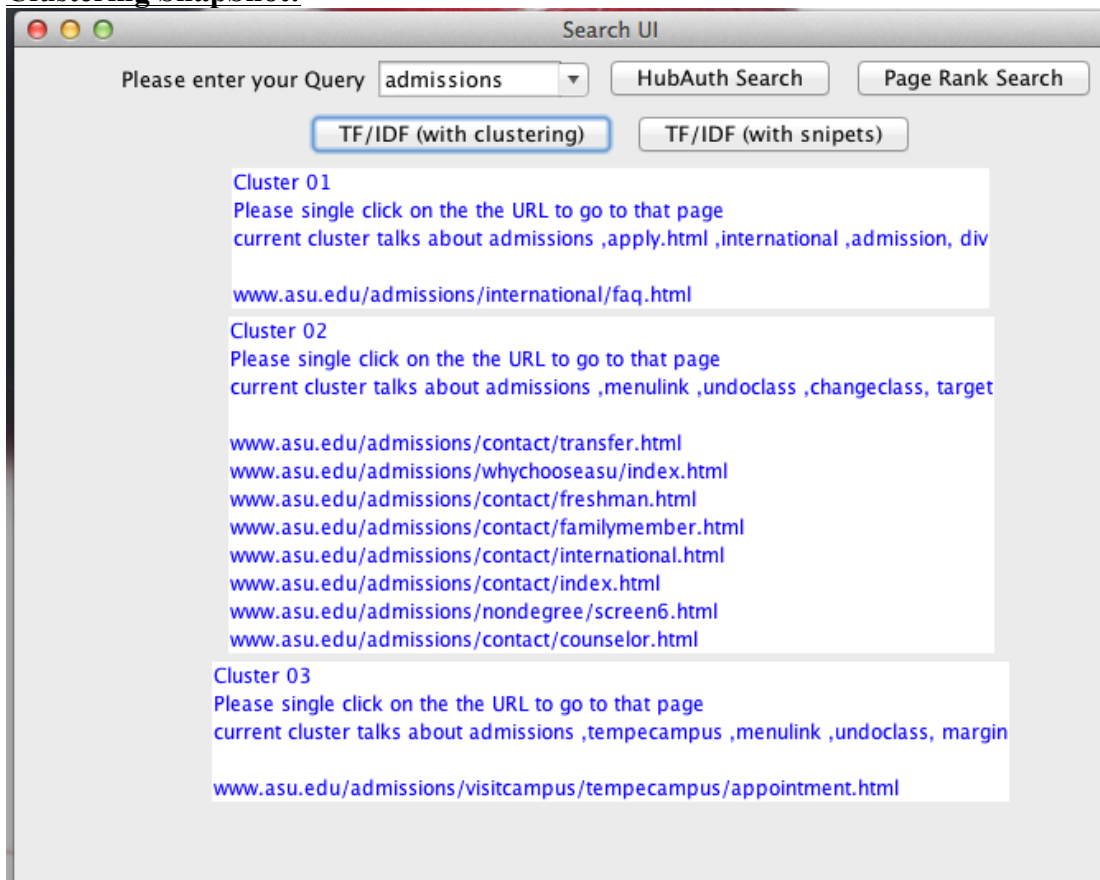 Clustering Snapshot:
Search UI
Please enter your Query admissions HubAuth Search Page Rank Search
TF/IDF (with clustering) TF/IDF (with snipets)
Cluster 01
Please single click on the the URL to go to that page
current cluster talks about admissions ,apply.html ,international ,admission, div
www.asu.edu/admissions/international/faq.html
Cluster 02
Please single click on the the URL to go to that page
current cluster talks about admissions ,menulink ,undoclass ,changeclass, target
www.asu.edu/admissions/contact/transfer.html
www.asu.edu/admissions/whychooseasu/index.html
www.asu.edu/admissions/contact/freshman.html
www.asu.edu/admissions/contact/familymember.html
www.asu.edu/admissions/contact/international.html
www.asu.edu/admissions/contact/index.html
www.asu.edu/admissions/nondegree/screen6.html
www.asu.edu/admissions/contact/counselor.html
Cluster 03
Please single click on the the URL to go to that page
current cluster talks about admissions ,tempecampus ,menulink ,undoclass, margin
www.asu.edu/admissions/visitcampus/tempecampus/appointment.html